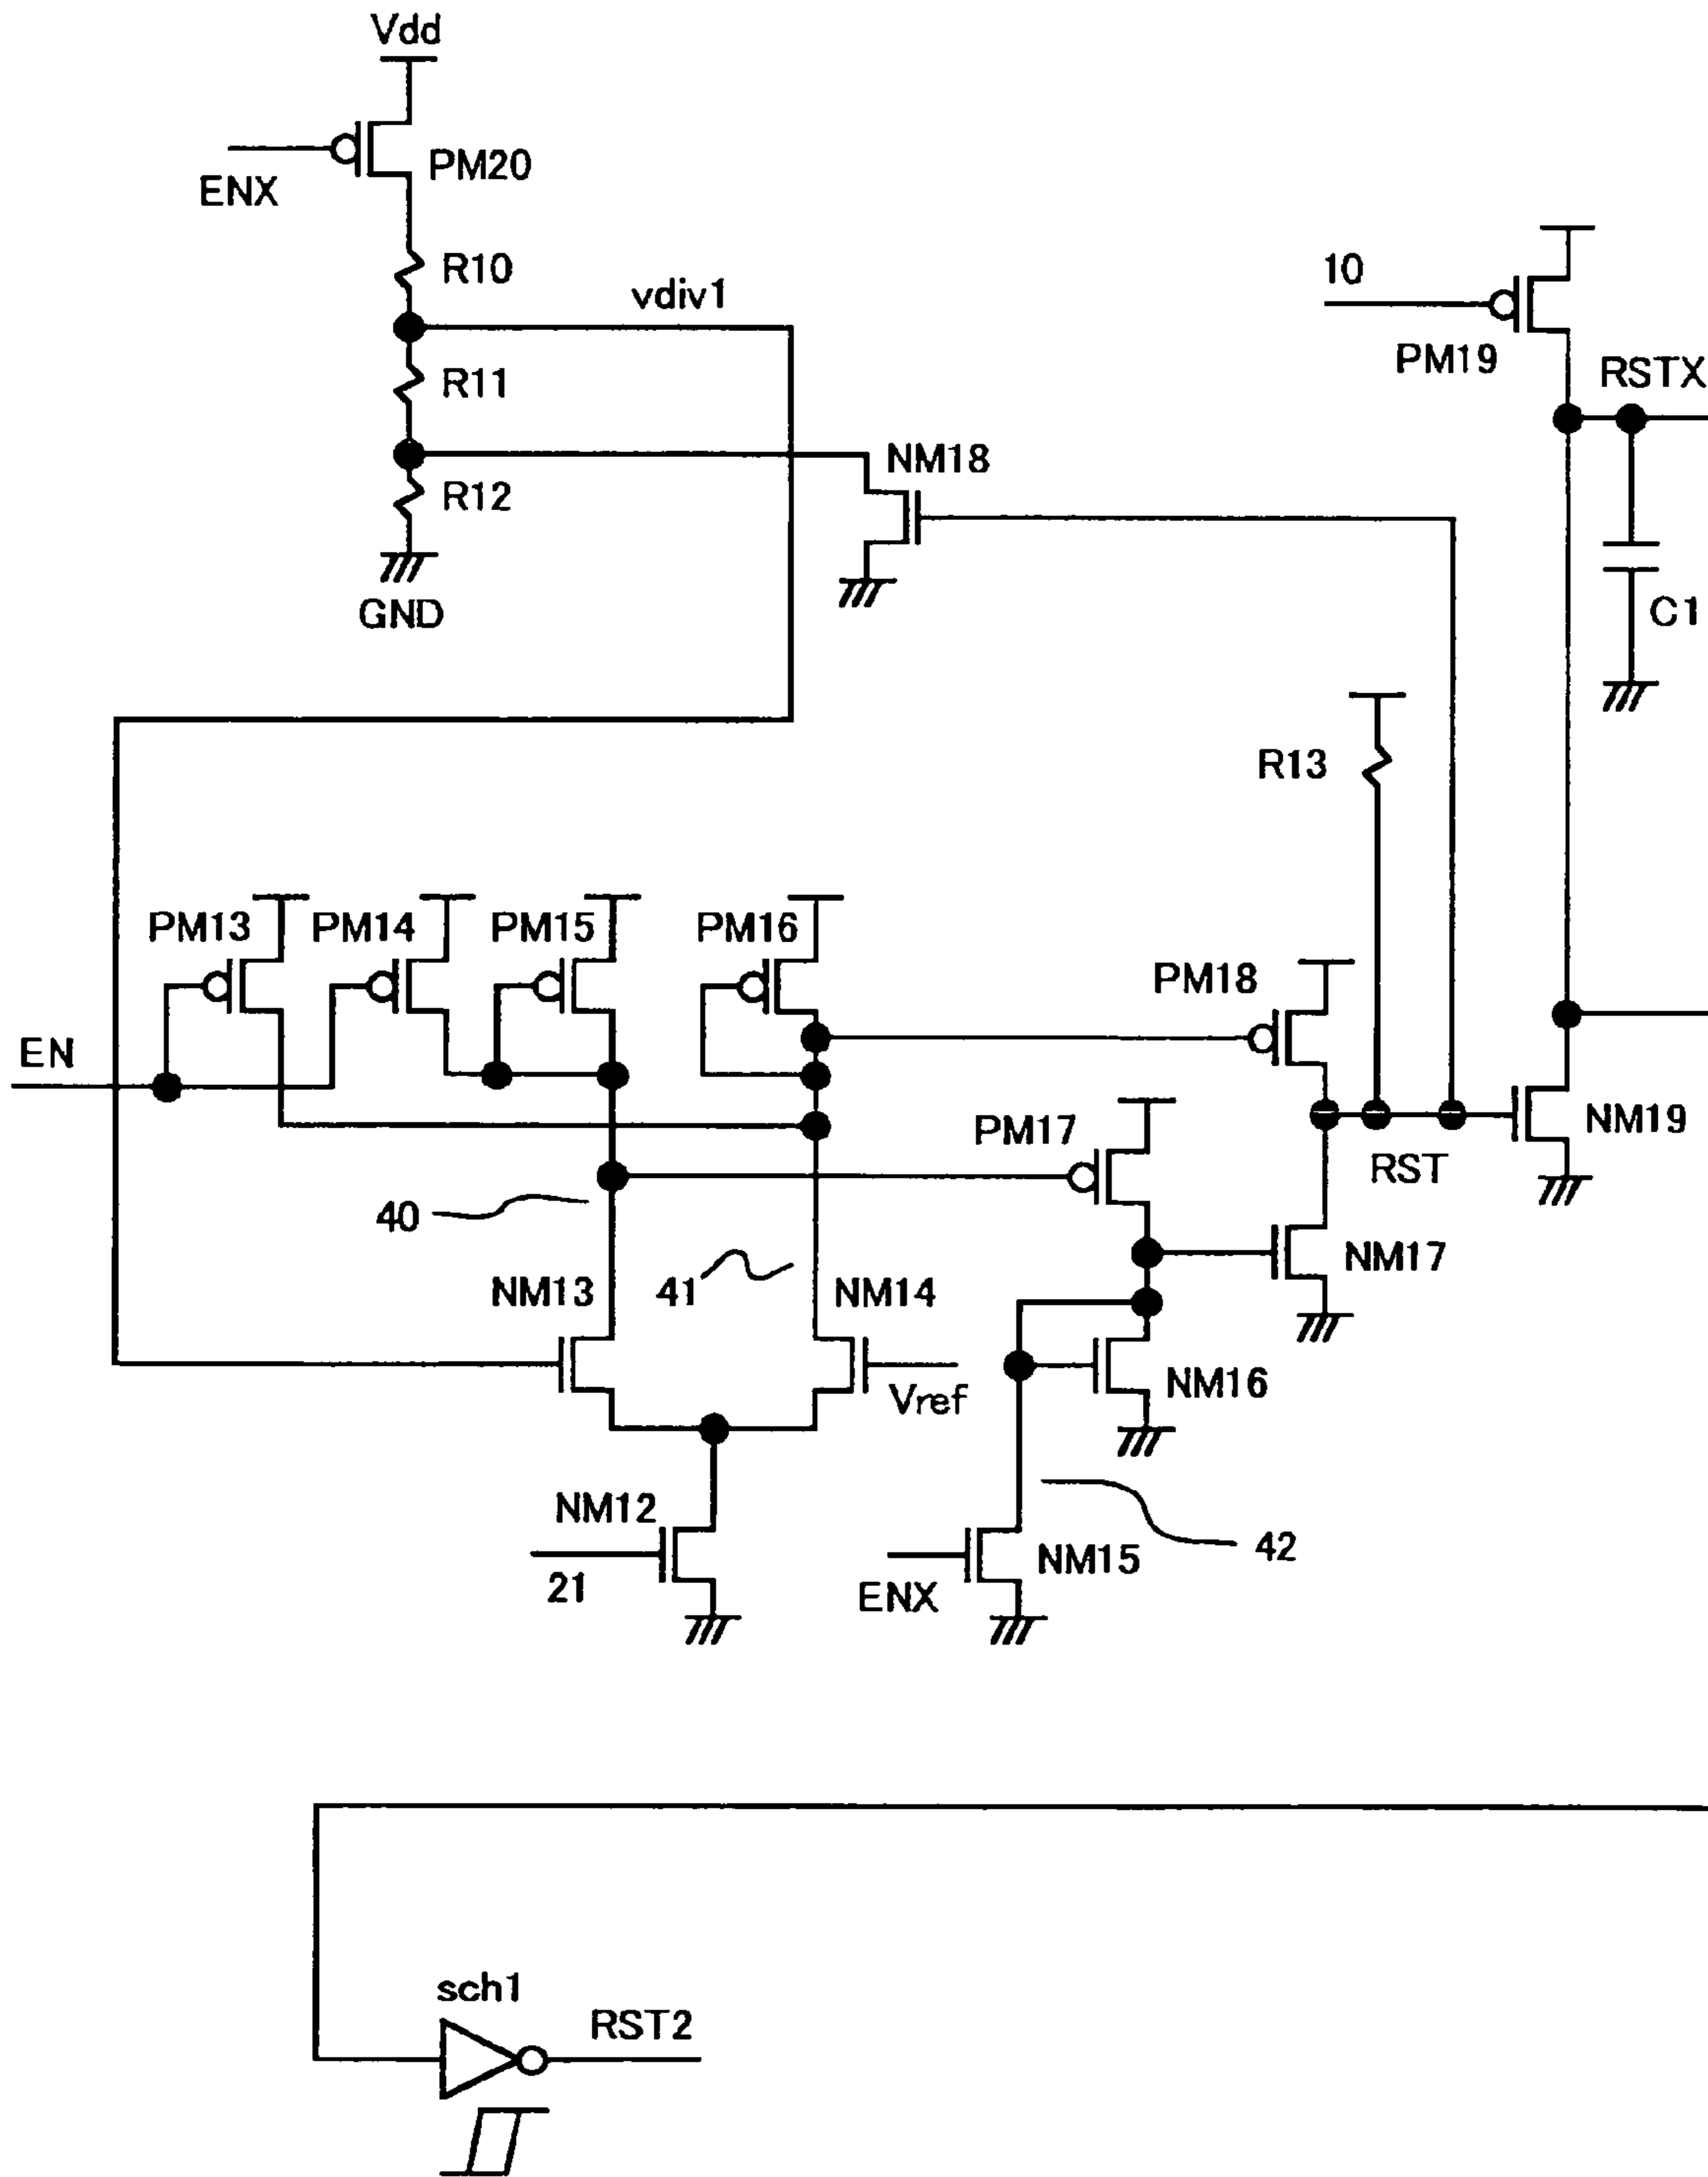 Vdd
PM20
ENX
R10
vdiv1
10
PM19
RSTX
R11
NM18
R12
GND
C1
R13
PM13
PM14
PM15
PM16
PM18
EN
PM17
NM19
RST
40
41
NM13
NM14
NM17
NM16
Vref
NM12
21
ENX
NM15
42
sch1
RST2